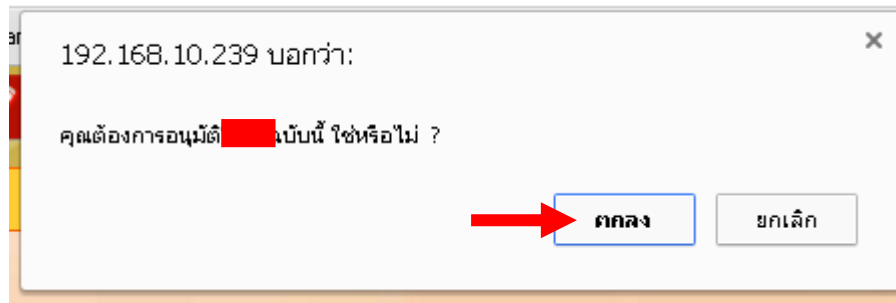 192.168.10.239 บอกว่า:
คุณต้องการอนุมัติ ฉบับนี้ ใช่หรือไม่ ?
ตกลง
ยกเลิก